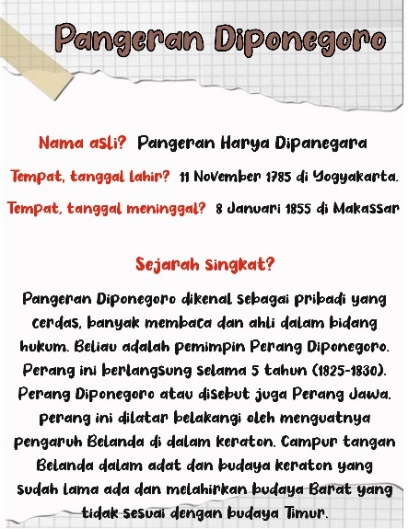 Pangeran Diponegoro
Nama asli? Pangeran Harya Dipanegara
Tempat, tanggal lahir? 11 November 1785 di Yogyakarta.
Tempat, tanggal meninggal? 8 Januari 1855 di Makassar
Sejarah singkat?
Pangeran Diponegoro dikenal sebagai pribadi yang
cerdas, banyak membaca dan ahli dalam bidang
hukum. Beliau adalah pemimpin Perang Diponegoro.
Perang ini berlangsung selama 5 tahun (1825-1830).
Perang Diponegoro atau disebut juga Perang Jawa.
perang ini dilatar belakangi oleh menguatnya
pengaruh Belanda di dalam keraton. Campur tangan
Belanda dalam adat dan budaya keraton yang
sudah lama ada dan melahirkan budaya Barat yang
tidak sesuai dengan budaya Timur.